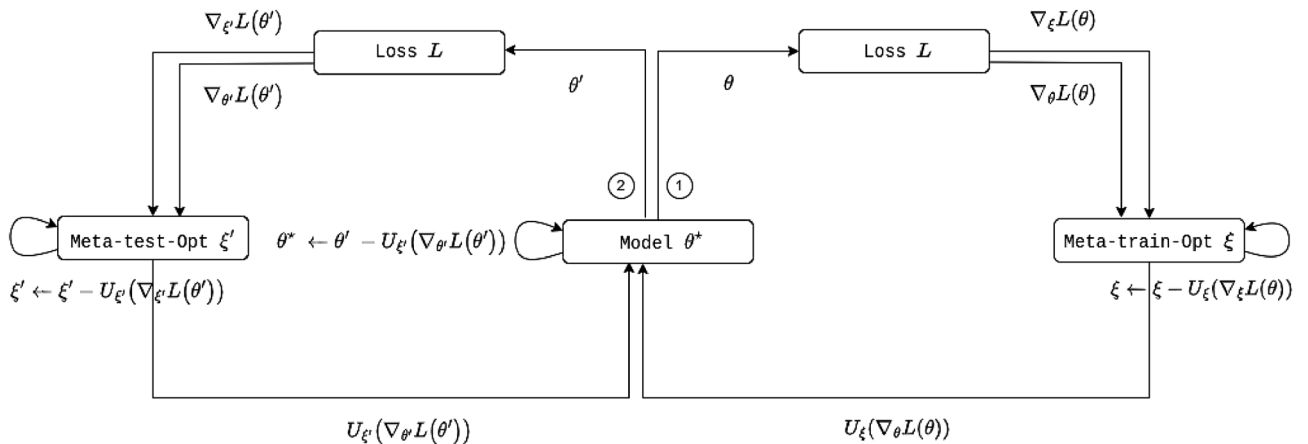 ∇_{ξ′}L(θ′)
∇_ξL(θ)
Loss L
Loss L
θ′
θ
∇_{θ′}L(θ′)
∇_θL(θ)
2
1
Meta-test-Opt ξ′
θ* ← θ′ − U_{ξ′}(∇_{θ′}L(θ′))
Model θ*
Meta-train-Opt ξ
ξ′ ← ξ′ − U_{ξ′}(∇_{ξ′}L(θ′))
ξ ← ξ − U_ξ(∇_ξL(θ))
U_{ξ′}(∇_{θ′}L(θ′))
U_ξ(∇_θL(θ))